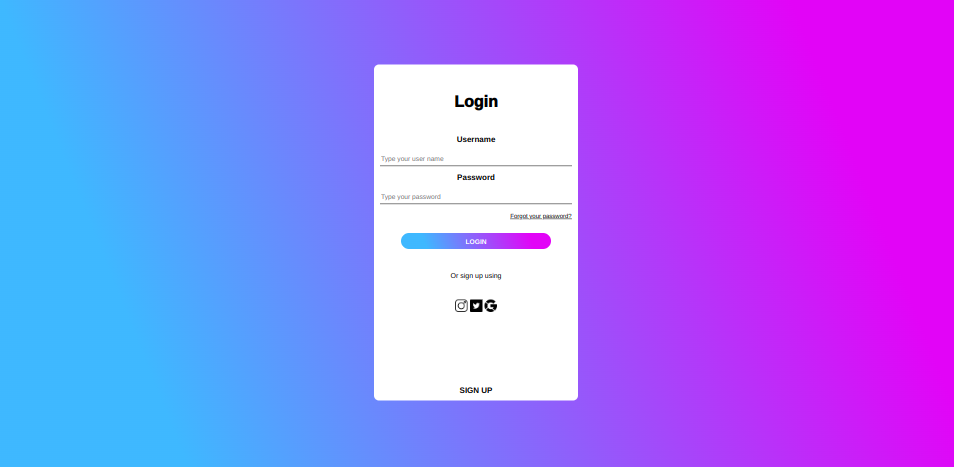 Login
Username
Type your user name
Password
Type your password
Forgot your password?
LOGIN
Or sign up using
SIGN UP